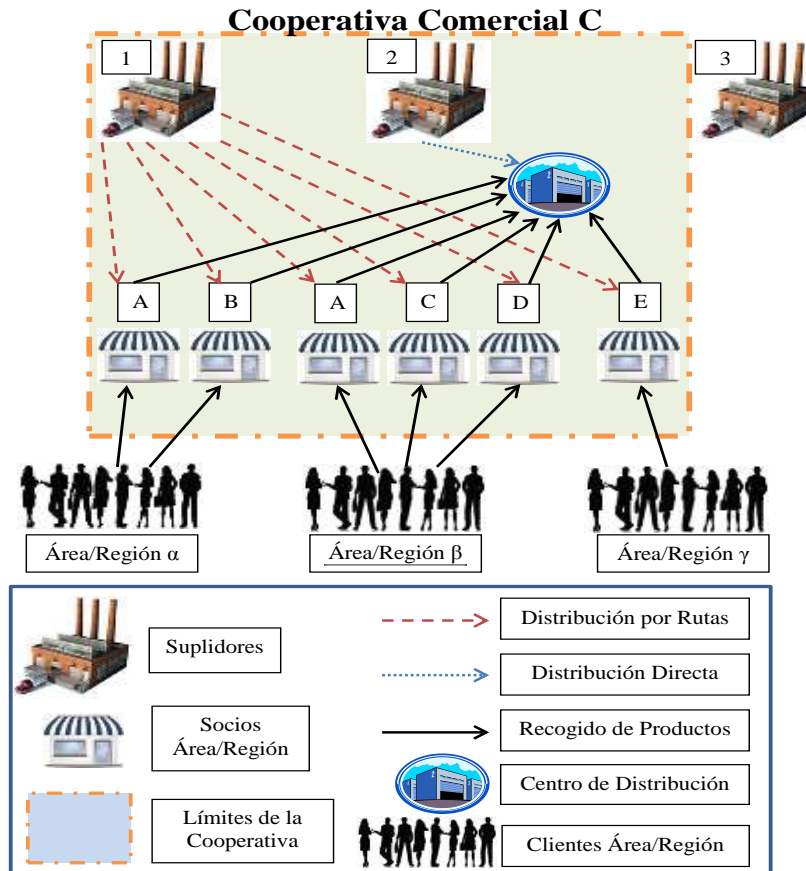 Cooperativa Comercial C
1
2
3
A
B
A
C
D
E
Área/Región α
Área/Región β
Área/Región γ
Suplidores
Distribución por Rutas
Distribución Directa
Socios
Área/Región
Recogido de Productos
Centro de Distribución
Límites de la
Cooperativa
Clientes Área/Región